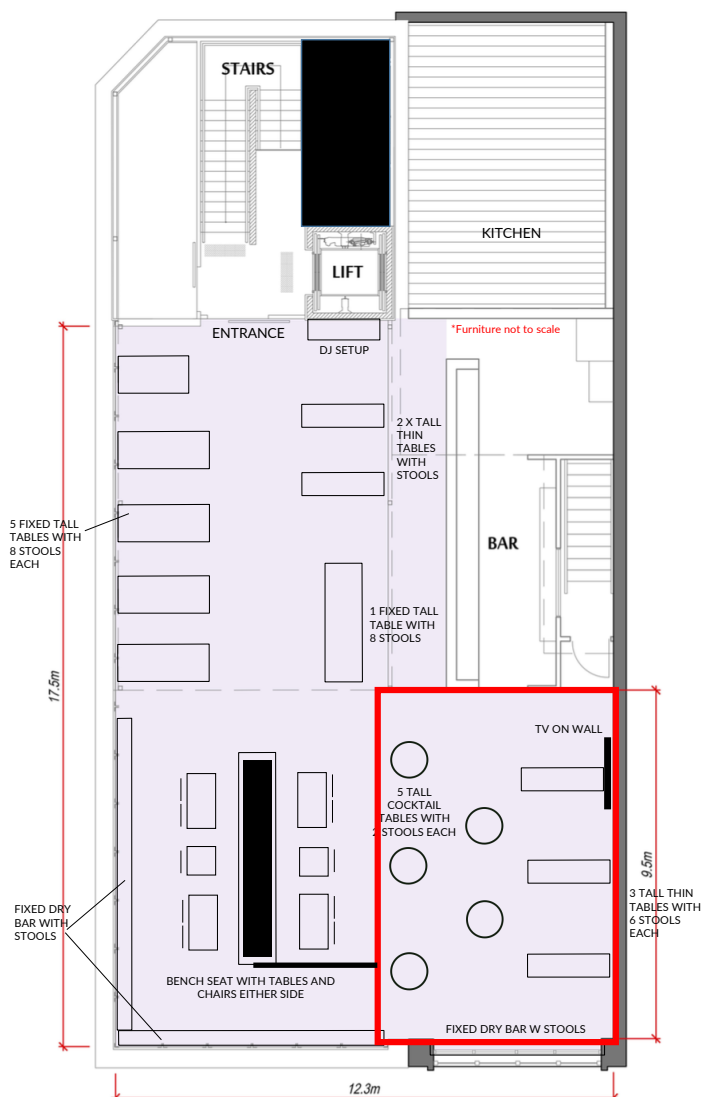 STAIRS
KITCHEN
LIFT
ENTRANCE
*Furniture not to scale
DJ SETUP
2 X TALL
THIN
TABLES
WITH
STOOLS
5 FIXED TALL
TABLES WITH
8 STOOLS
EACH
BAR
1 FIXED TALL
TABLE WITH
8 STOOLS
17.5m
TV ON WALL
5 TALL
COCKTAIL
TABLES WITH
2 STOOLS EACH
9.5m
3 TALL THIN
TABLES WITH
6 STOOLS
EACH
FIXED DRY
BAR WITH
STOOLS
BENCH SEAT WITH TABLES AND
CHAIRS EITHER SIDE
FIXED DRY BAR W STOOLS
12.3m